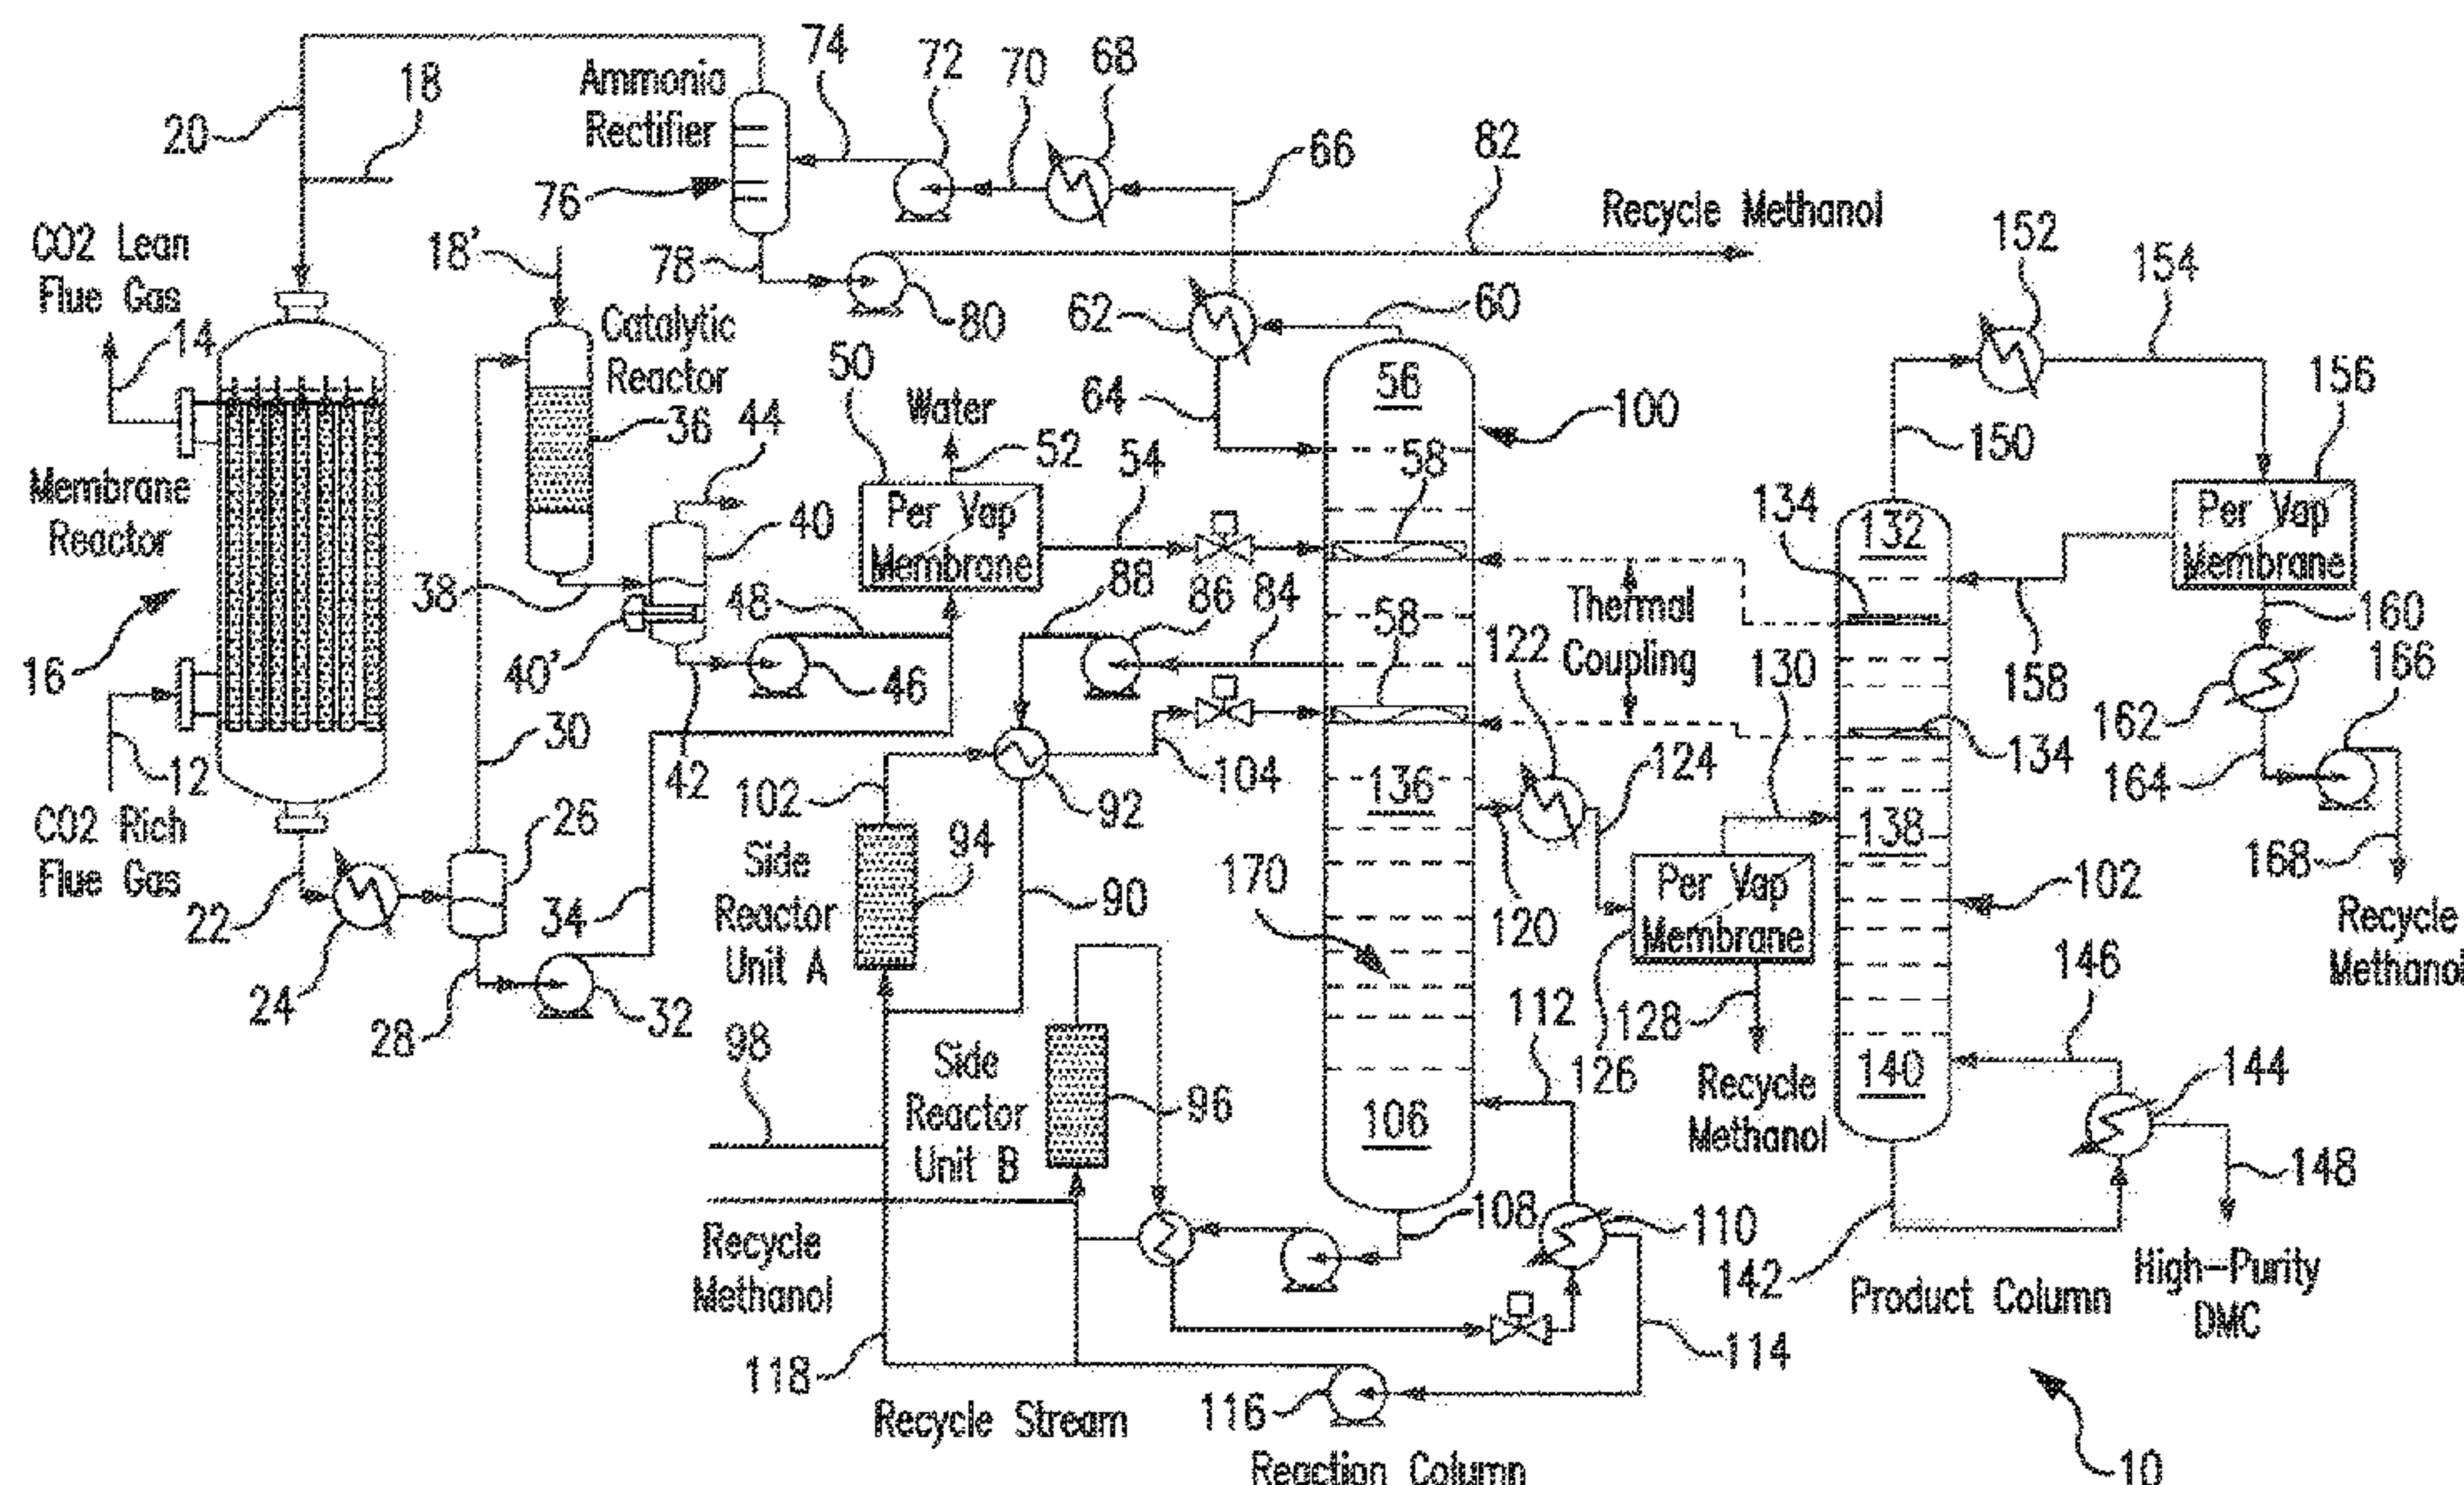 74
72
70
68
18
Ammonia
Rectifier
20
66
82
76
Recycle Methanol
CO2 Lean
Flue Gas
18'
78
152
154
14
Catalytic
Reactor
80
62
60
50
56
156
Water
64
100
36
44
52
54
58
150
Membrane
Reactor
134
40
Per Vap
Membrane
132
Per Vap
Membrane
38
48
88
86
84
Thermal
Coupling
160
58
122
16
40'
46
130
158
166
30
162
12
42
102
104
124
134
164
CO2 Rich
Flue Gas
26
92
136
138
Side
Reactor
Unit A
94
170
Per Vap
Membrane
168
22
34
90
120
102
Recycle
Methanol
24
28
32
112
128
146
98
Side
Reactor
Unit B
96
126
Recycle
Methanol
140
144
106
148
Recycle
Methanol
108
110
142
Product Column
High-Purity
DMC
118
114
116
Recycle Stream
Reaction Column
10